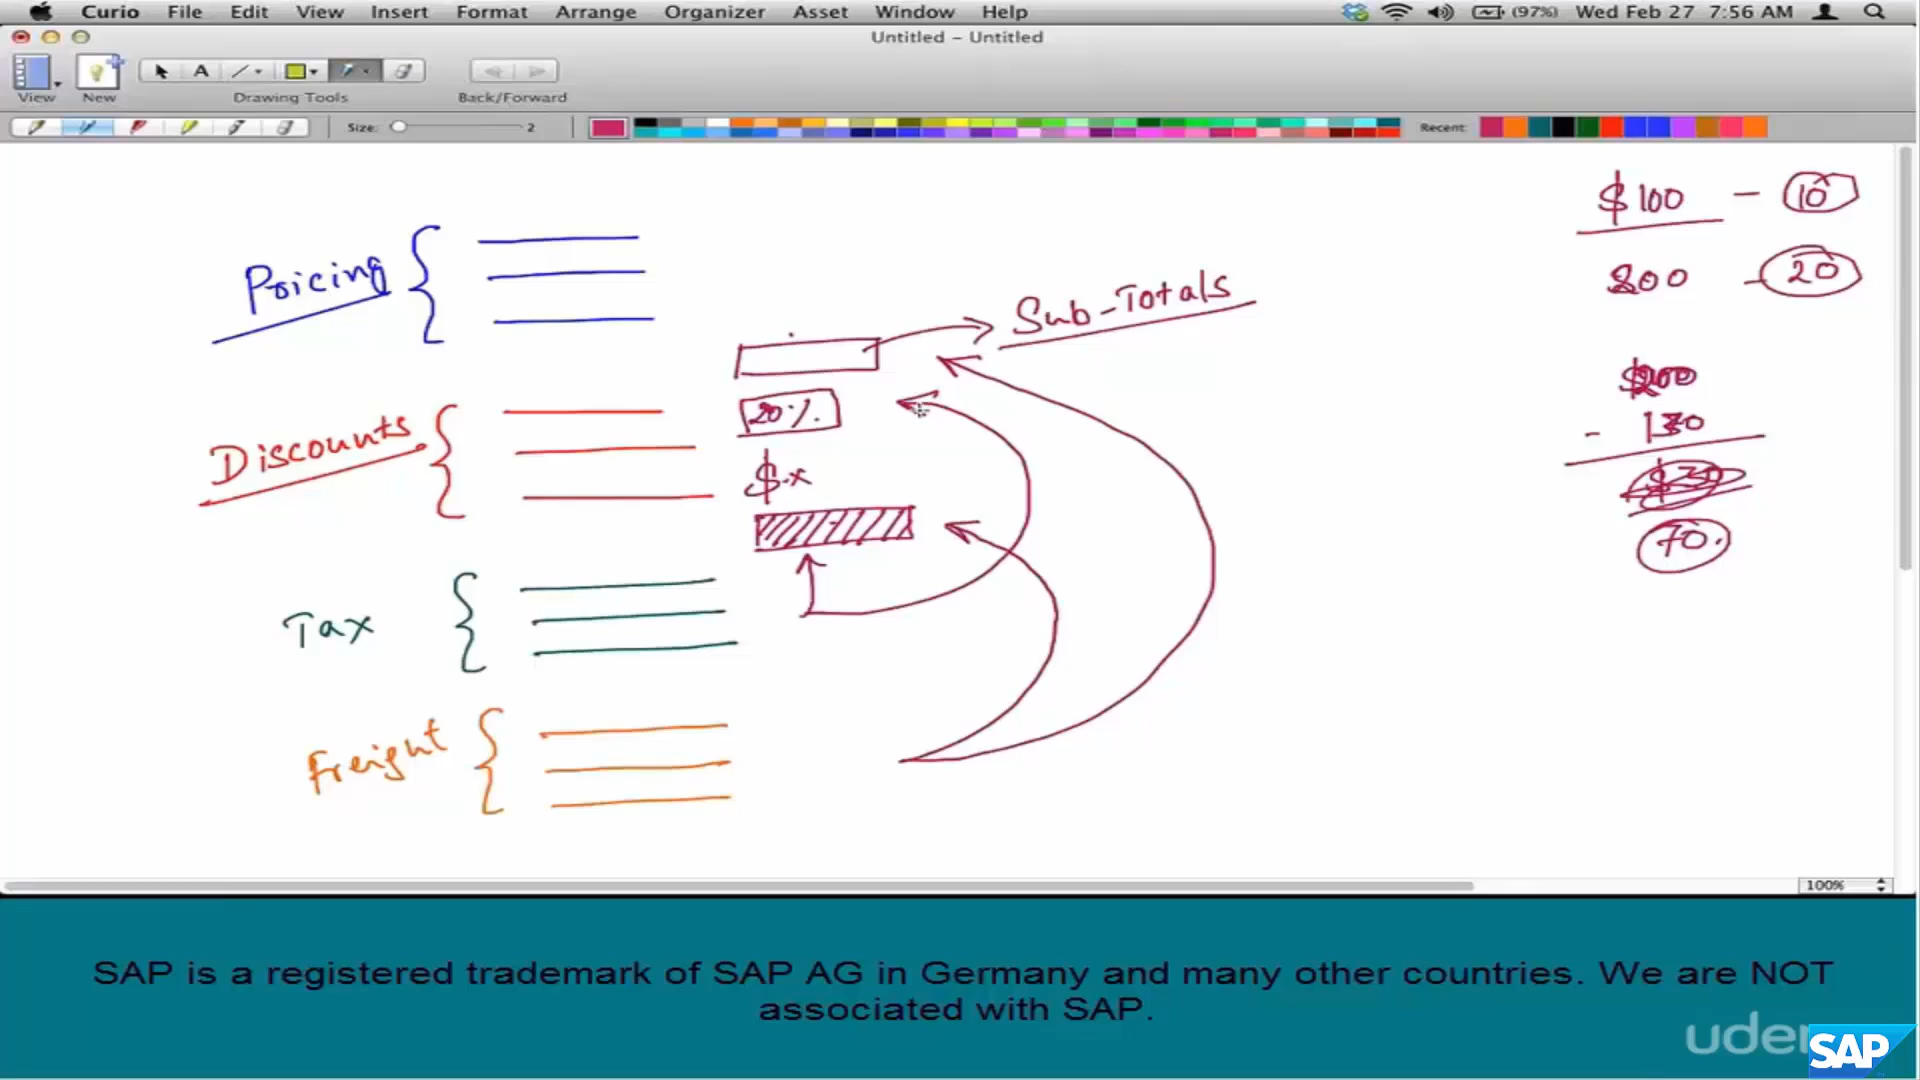 Curio File Edit View Insert Format Arrange Organizer Asset Window Help (97%) Wed Feb 27 7:56 AM
Untitled – Untitled
View New Drawing Tools Back/Forward
Size: 2 Recent:
$100 – 10
200 – 20
Pricing
Sub-Totals
$200
- 130
$30
70.
Discounts
20%.
$x
Tax
Freight
100%
SAP is a registered trademark of SAP AG in Germany and many other countries. We are NOT
associated with SAP.
SAP